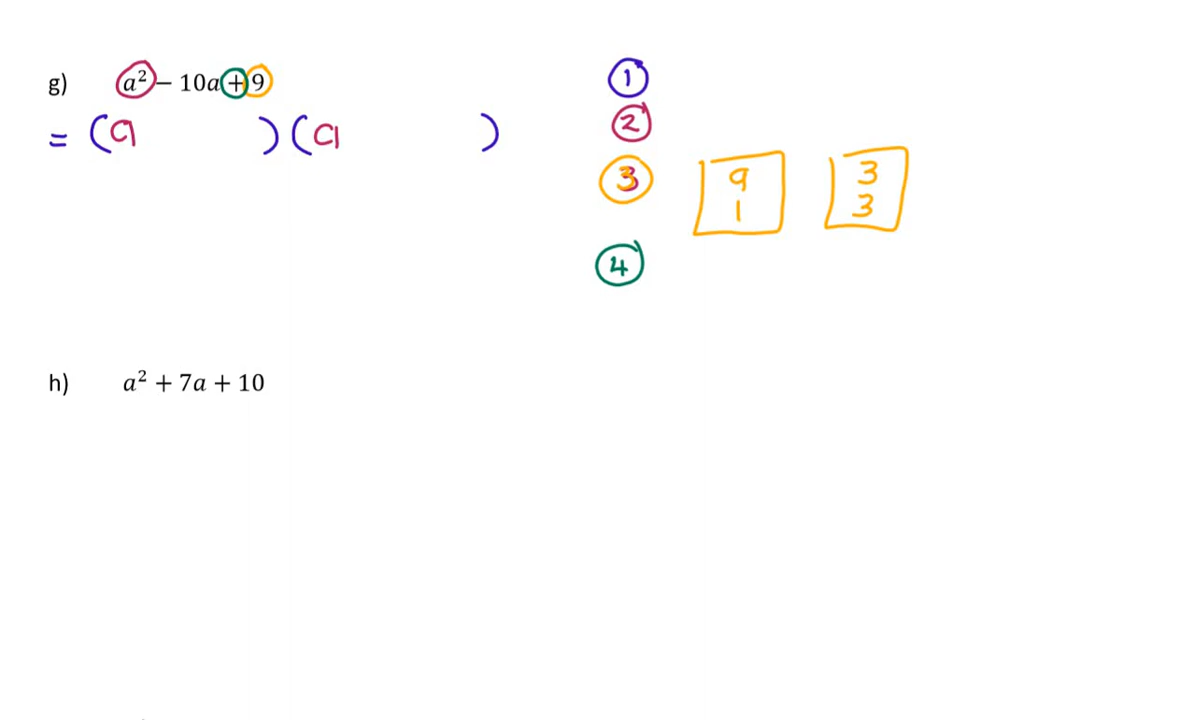 g) a² – 10a + 9
= (a ) (a )
①
②
③ 9 3
1 3
④
h) a² + 7a + 10